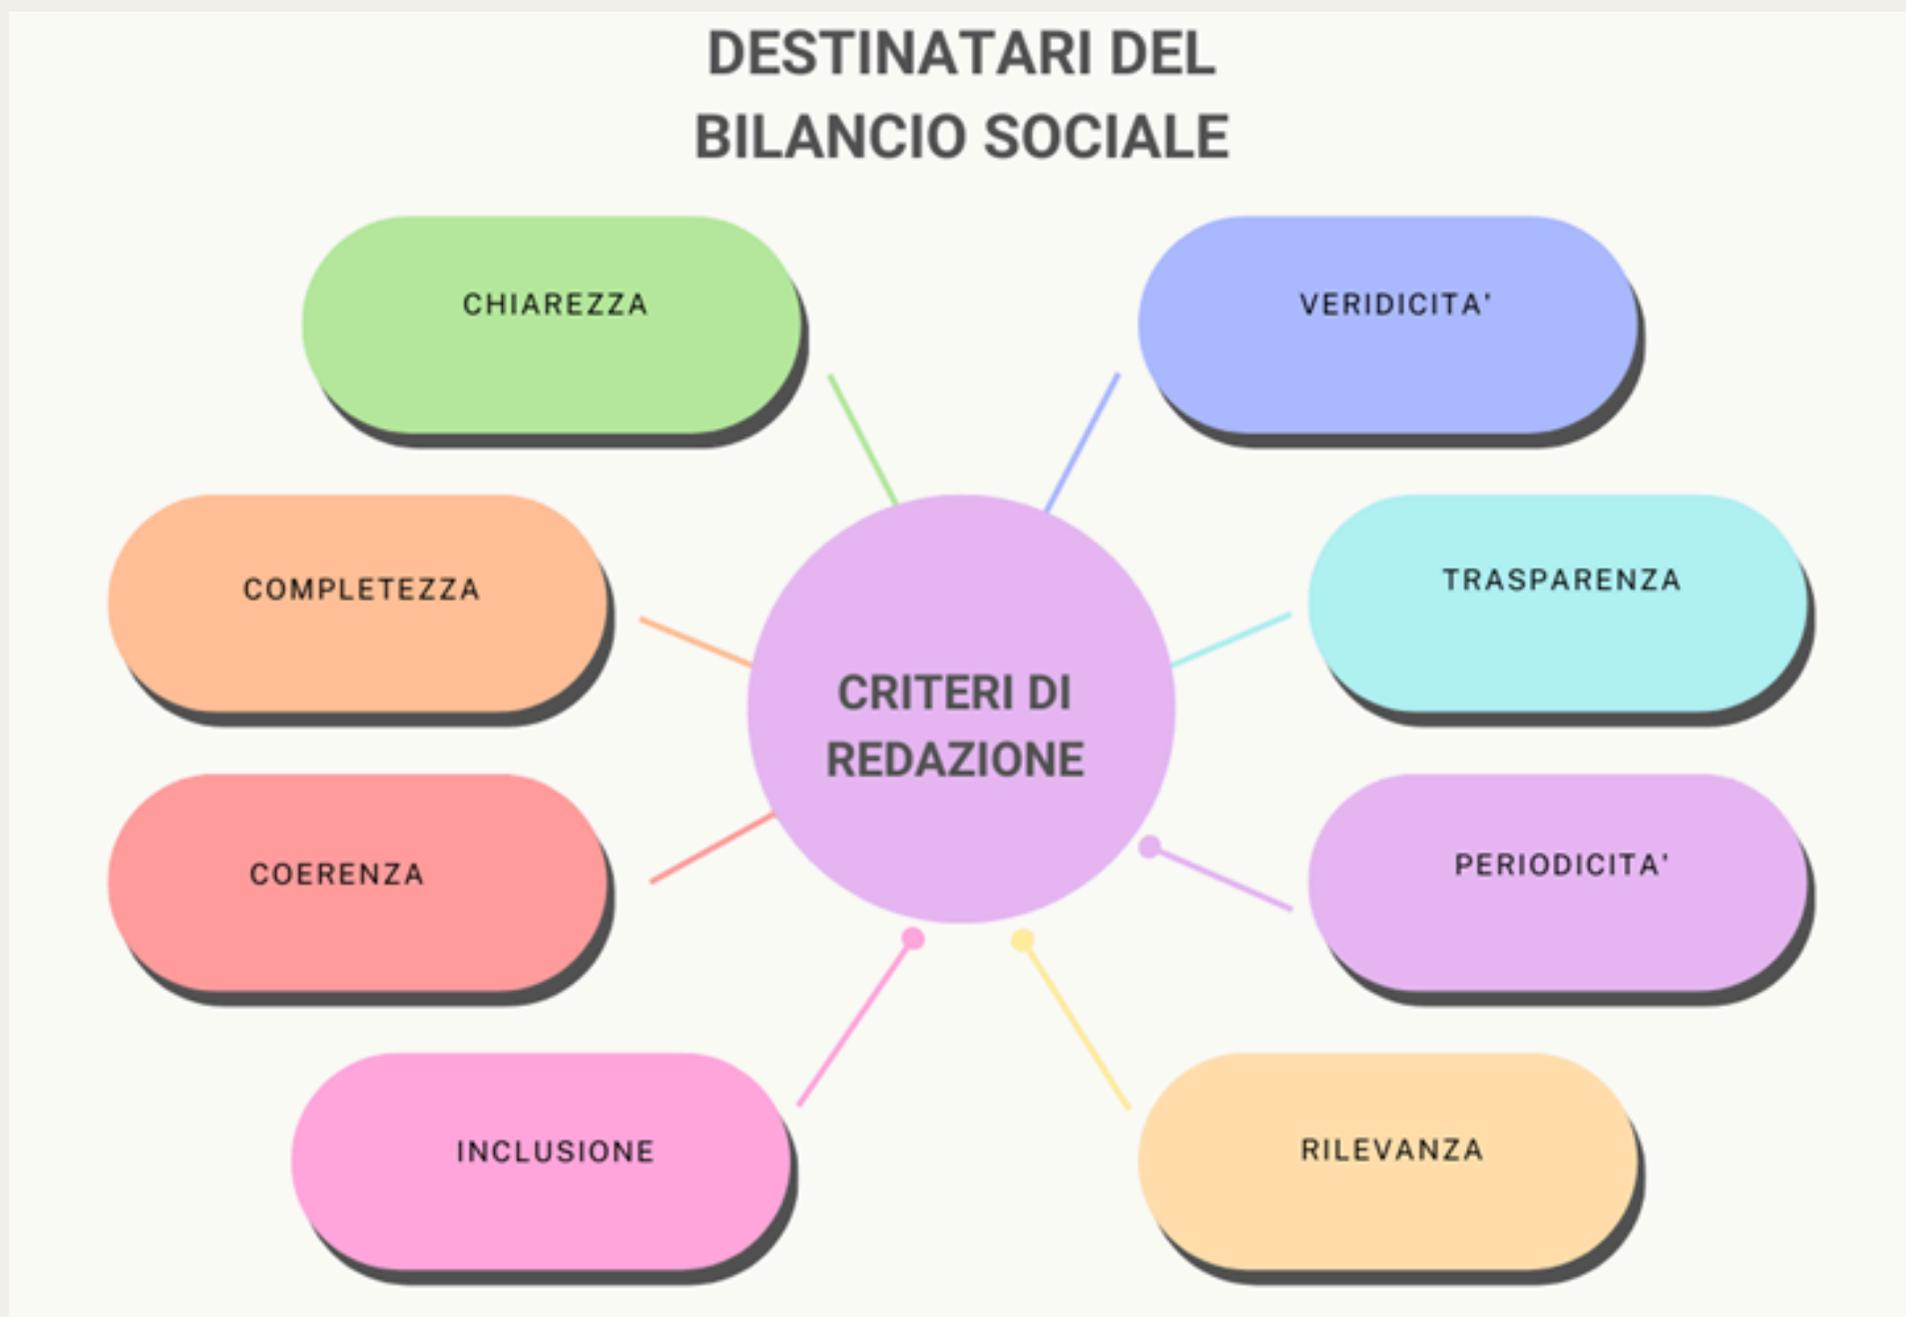 DESTINATARI DEL
BILANCIO SOCIALE
CHIAREZZA
VERIDICITA'
COMPLETEZZA
TRASPARENZA
CRITERI DI
REDAZIONE
COERENZA
PERIODICITA'
INCLUSIONE
RILEVANZA